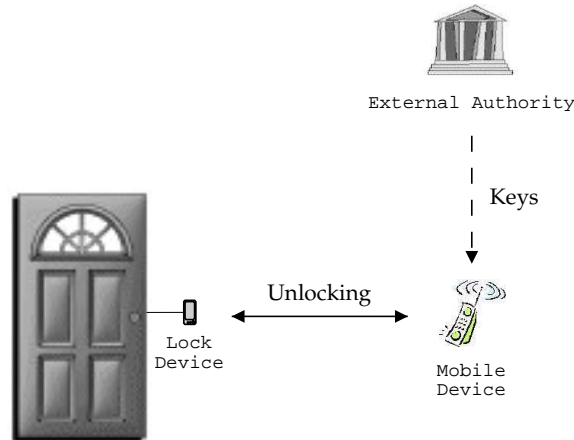 External Authority
Keys
Unlocking
Lock
Device
Mobile
Device